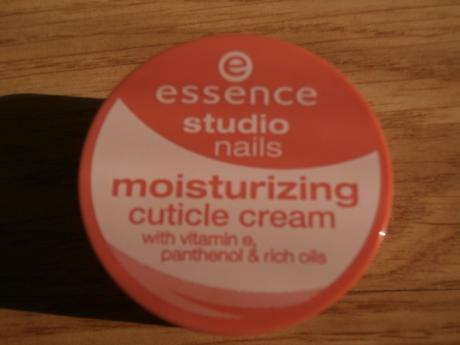 e
essence
studio
nails
moisturizing
cuticle cream
with vitamin e,
panthenol & rich oils